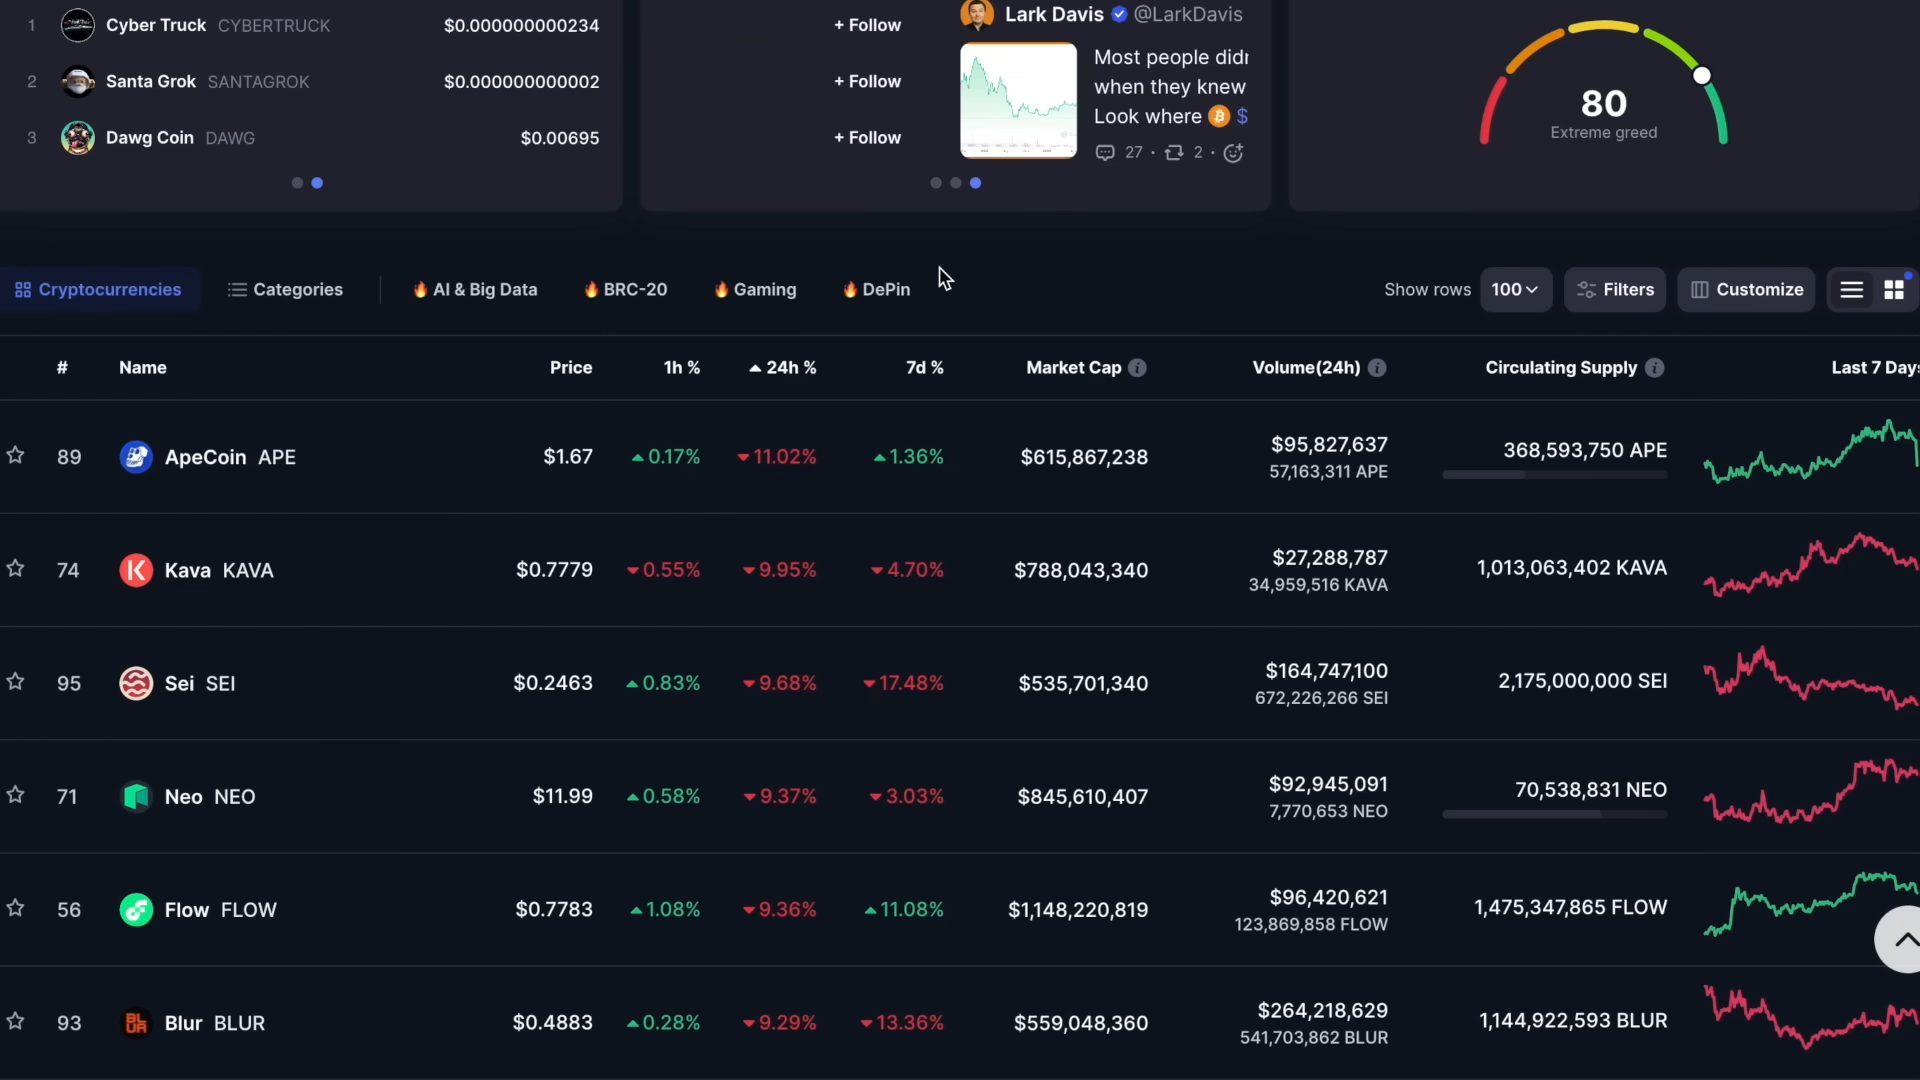 1 Cyber Truck CYBERTRUCK $0.000000000234
2 Santa Grok SANTAGROK $0.000000000002
3 Dawg Coin DAWG $0.00695
+ Follow
+ Follow
+ Follow
Lark Davis @LarkDavis
Most people didn
when they knew
Look where $
27 · 2 ·
80
Extreme greed
Cryptocurrencies Categories AI & Big Data BRC-20 Gaming DePin Show rows 100 Filters Customize
# Name Price 1h % 24h % 7d % Market Cap Volume(24h) Circulating Supply Last 7 Days
89 ApeCoin APE $1.67 0.17% 11.02% 1.36% $615,867,238 $95,827,637 368,593,750 APE
57,163,311 APE
74 Kava KAVA $0.7779 0.55% 9.95% 4.70% $788,043,340 $27,288,787 1,013,063,402 KAVA
34,959,516 KAVA
95 Sei SEI $0.2463 0.83% 9.68% 17.48% $535,701,340 $164,747,100 2,175,000,000 SEI
672,226,266 SEI
71 Neo NEO $11.99 0.58% 9.37% 3.03% $845,610,407 $92,945,091 70,538,831 NEO
7,770,653 NEO
56 Flow FLOW $0.7783 1.08% 9.36% 11.08% $1,148,220,819 $96,420,621 1,475,347,865 FLOW
123,869,858 FLOW
93 BLUR Blur BLUR $0.4883 0.28% 9.29% 13.36% $559,048,360 $264,218,629 1,144,922,593 BLUR
541,703,862 BLUR